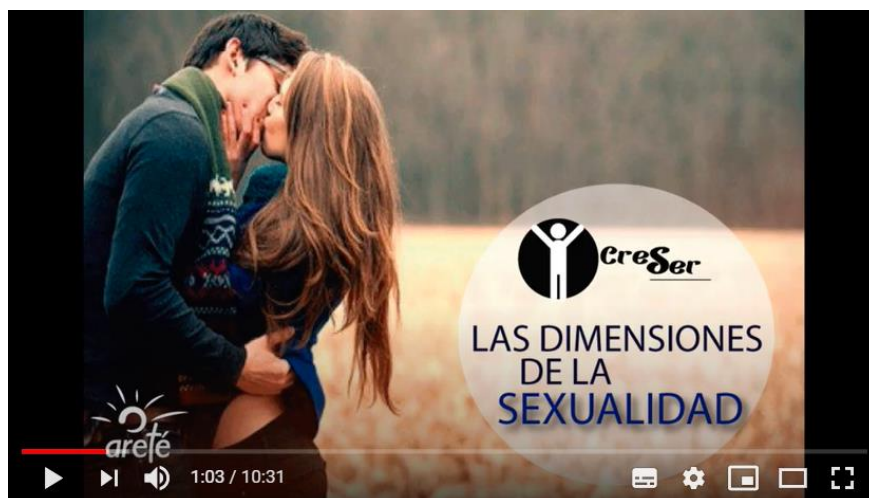 CreSer
LAS DIMENSIONES
DE LA
SEXUALIDAD
areté
1:03 / 10:31